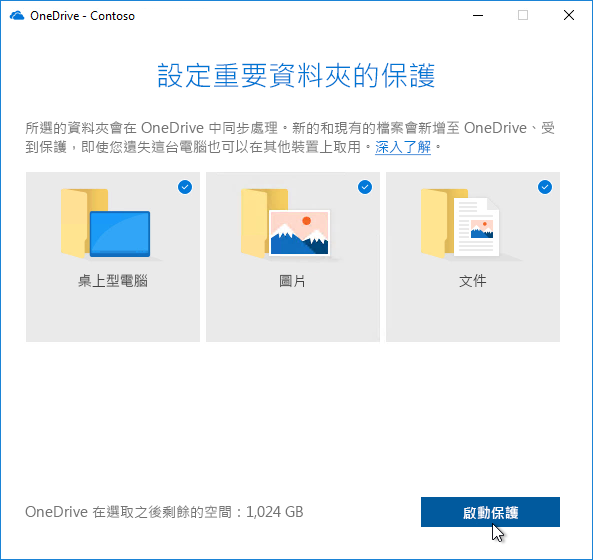 OneDrive - Contoso
設定重要資料夾的保護
所選的資料夾會在 OneDrive 中同步處理。新的和現有的檔案會新增至 OneDrive、受
到保護，即使您遺失這台電腦也可以在其他裝置上取用。深入了解。
桌上型電腦
圖片
文件
OneDrive 在選取之後剩餘的空間：1,024 GB
啟動保護